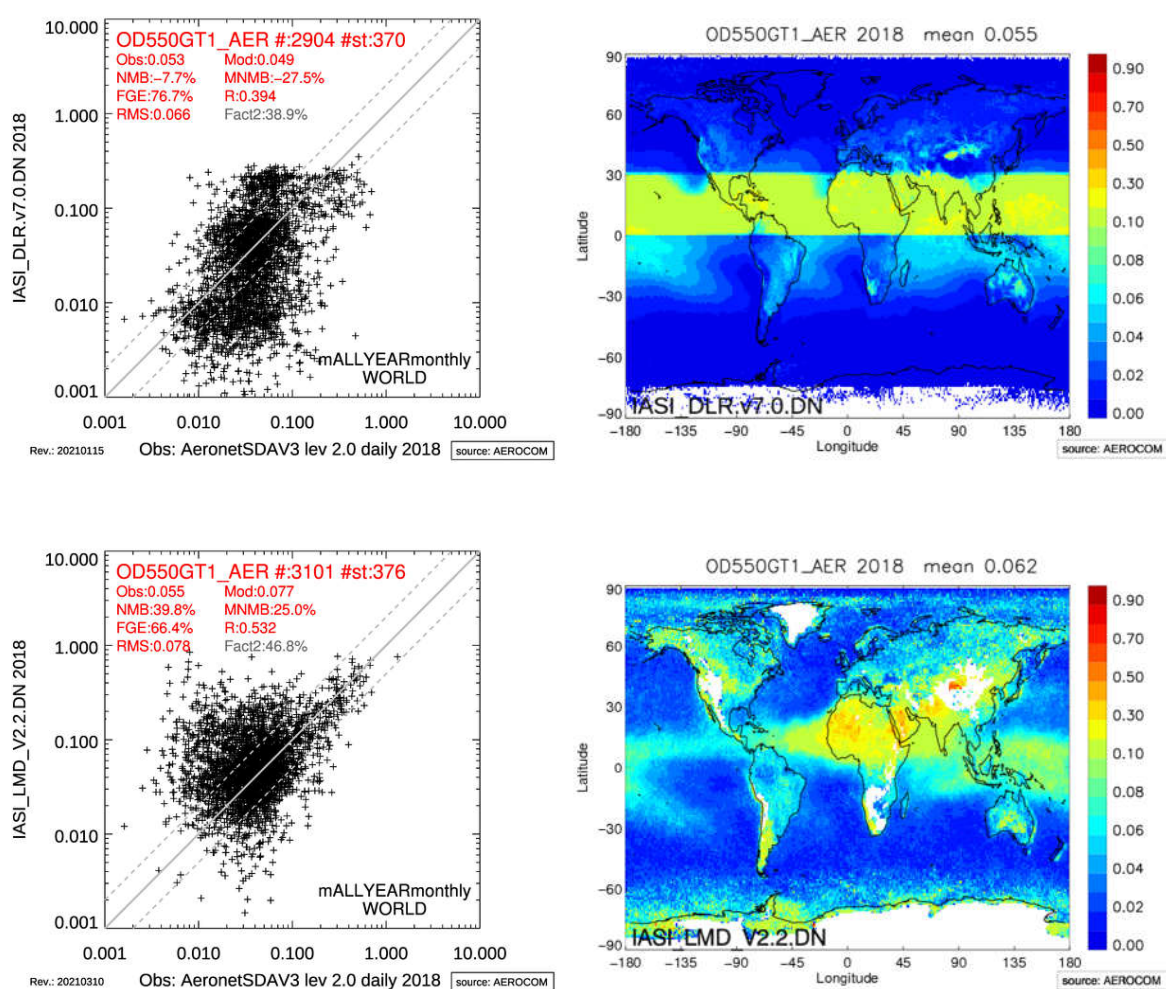 OD550GT1_AER #:2904 #st:370
Obs:0.053 Mod:0.049
NMB:−7.7% MNMB:−27.5%
FGE:76.7% R:0.394
RMS:0.066 Fact2:38.9%
10.000
1.000
0.100
0.010
0.001
IASI_DLR.v7.0.DN 2018
mALLYEARmonthly
WORLD
0.001 0.010 0.100 1.000 10.000
Rev.: 20210115 Obs: AeronetSDAV3 lev 2.0 daily 2018 source: AEROCOM
OD550GT1_AER 2018 mean 0.055
90
60
30
0
−30
−60
−90
Latitude
IASI_DLR.v7.0.DN
−180 −135 −90 −45 0 45 90 135 180
Longitude
0.90
0.70
0.50
0.30
0.10
0.08
0.06
0.04
0.02
0.00
source: AEROCOM
OD550GT1_AER #:3101 #st:376
Obs:0.055 Mod:0.077
NMB:39.8% MNMB:25.0%
FGE:66.4% R:0.532
RMS:0.078 Fact2:46.8%
10.000
1.000
0.100
0.010
0.001
IASI_LMD_V2.2.DN 2018
mALLYEARmonthly
WORLD
0.001 0.010 0.100 1.000 10.000
Rev.: 20210310 Obs: AeronetSDAV3 lev 2.0 daily 2018 source: AEROCOM
OD550GT1_AER 2018 mean 0.062
90
60
30
0
−30
−60
−90
Latitude
IASI_LMD_V2.2.DN
−180 −135 −90 −45 0 45 90 135 180
Longitude
0.90
0.70
0.50
0.30
0.10
0.08
0.06
0.04
0.02
0.00
source: AEROCOM